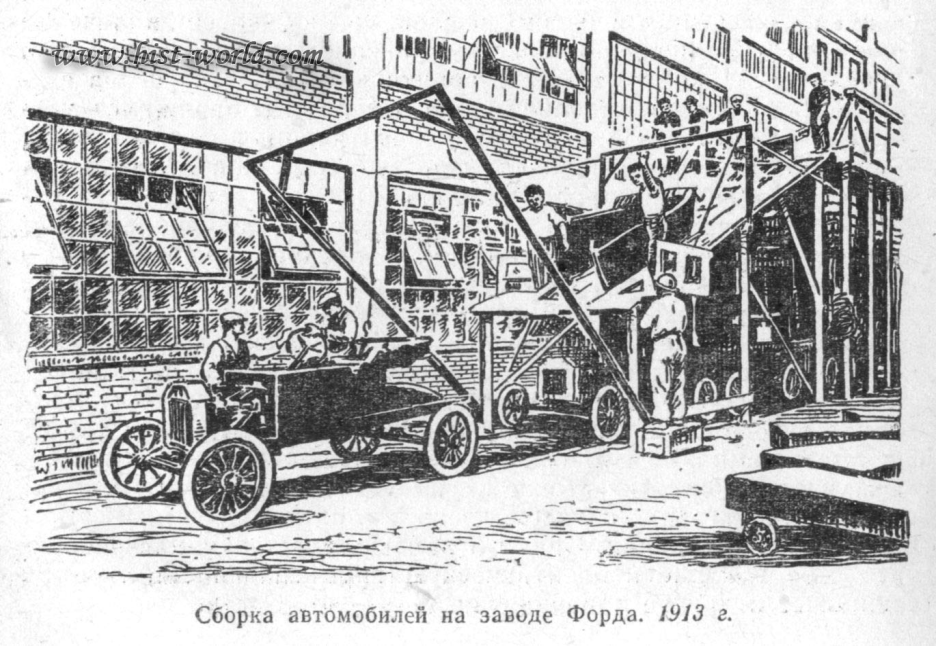 www.hist-world.com
Сборка автомобилей на заводе Форда. 1913 г.